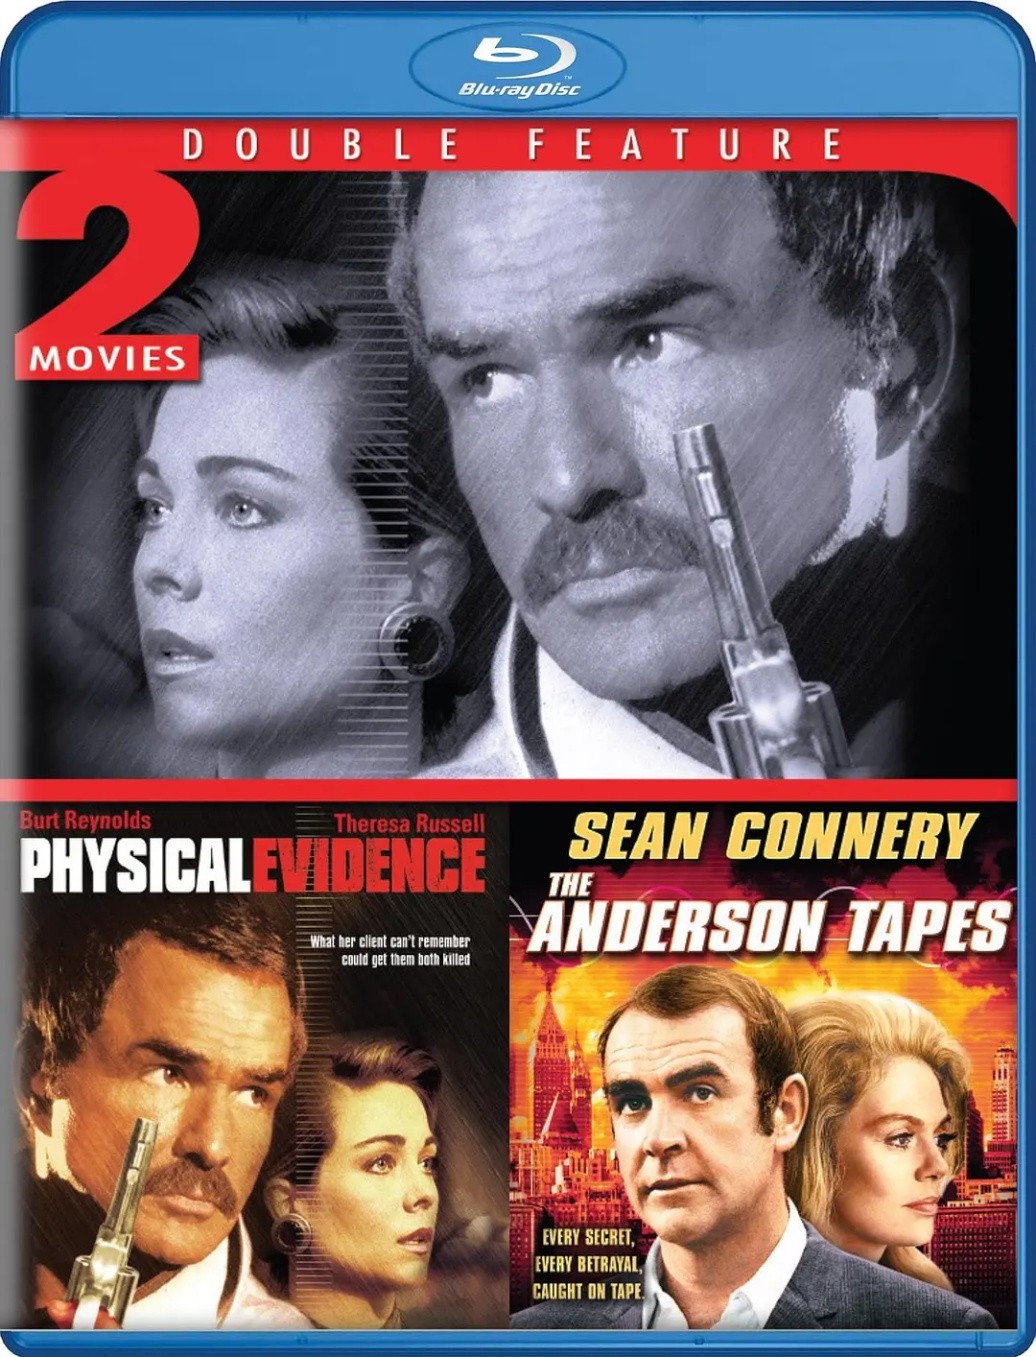 Blu-ray Disc™
DOUBLE FEATURE
2
MOVIES
Burt Reynolds Theresa Russell
PHYSICAL EVIDENCE
What her client can't remember
could get them both killed
SEAN CONNERY
THE
ANDERSON TAPES
EVERY SECRET,
EVERY BETRAYAL,
CAUGHT ON TAPE.